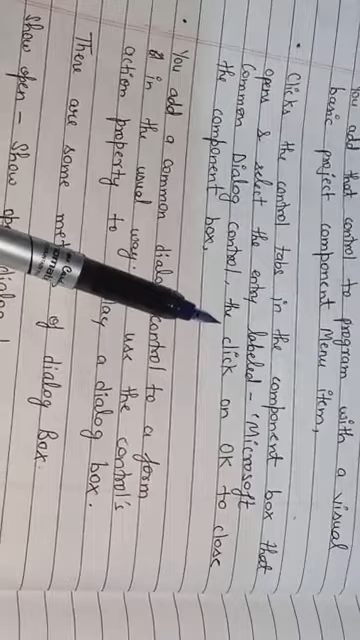 You add that control to program with a visual
basic project component Menu item,
Clicks the control tabs in the component box that
opens & select the entry labeled - 'Microsoft
Common Dialog control, the click on OK to close
the component box,
You add a common dialog control to a form
in the usual way. use the control's
action property to a dialog box.
There are some of dialog Box.
Show open - Show